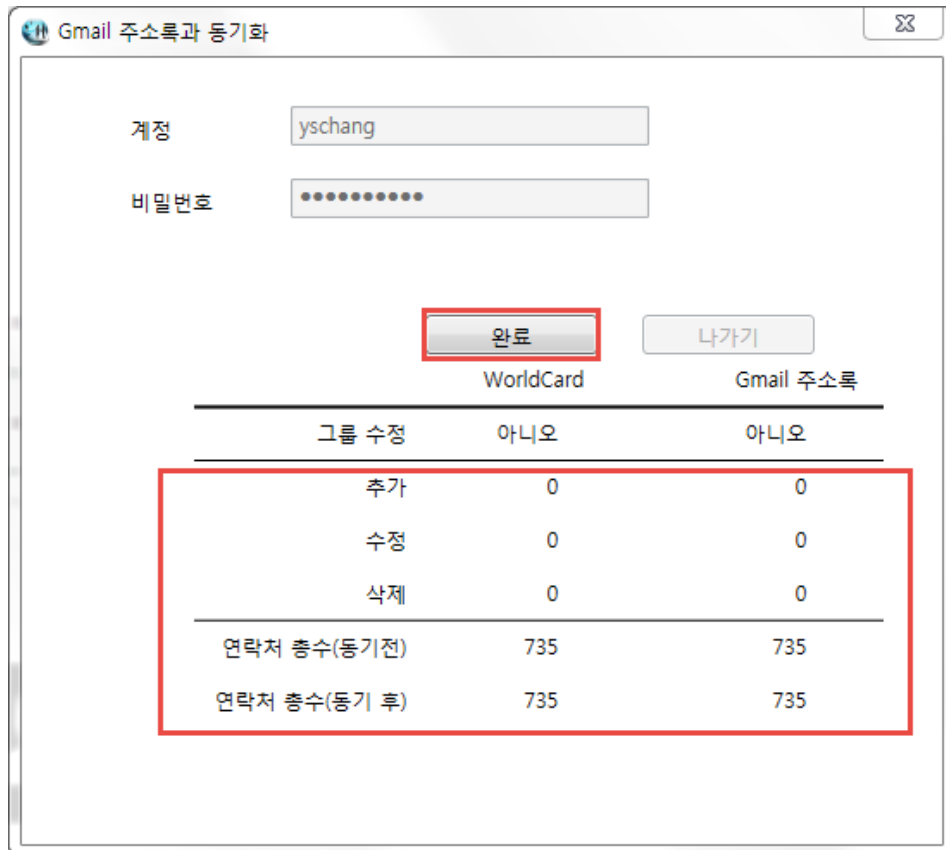 Gmail 주소록과 동기화
계정 yschang
비밀번호 ●●●●●●●●●●
완료 나가기
WorldCard Gmail 주소록
그룹 수정 아니오 아니오
추가 0 0
수정 0 0
삭제 0 0
연락처 총수(동기전) 735 735
연락처 총수(동기 후) 735 735